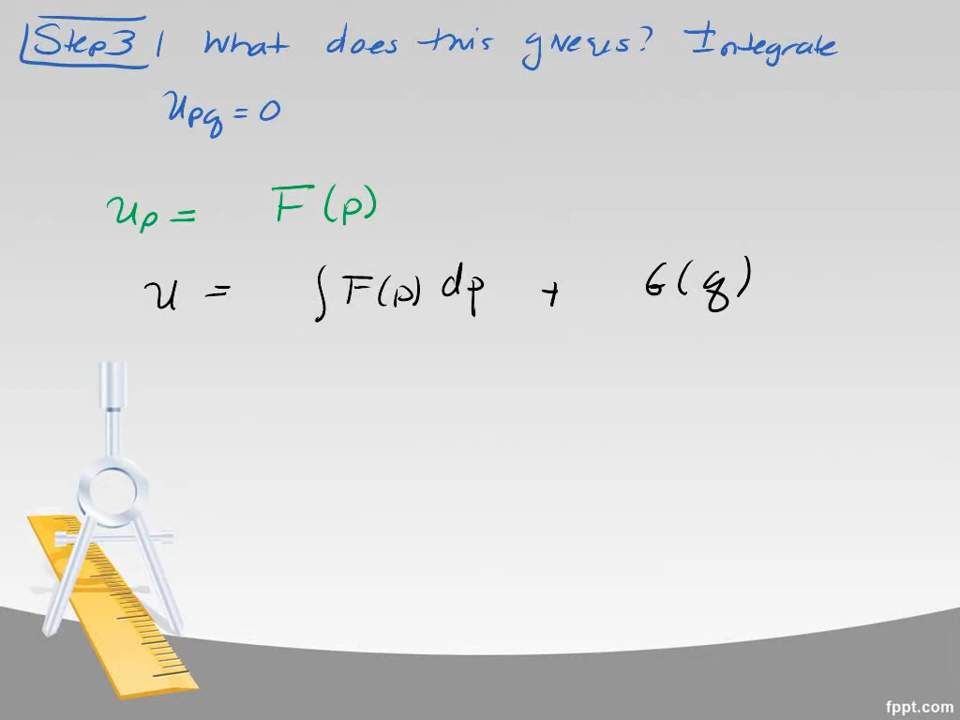 Step 3 | What does this give us? Integrate
u_pq = 0
u_p = F(p)
u = ∫ F(p) dp + G(q)
fppt.com